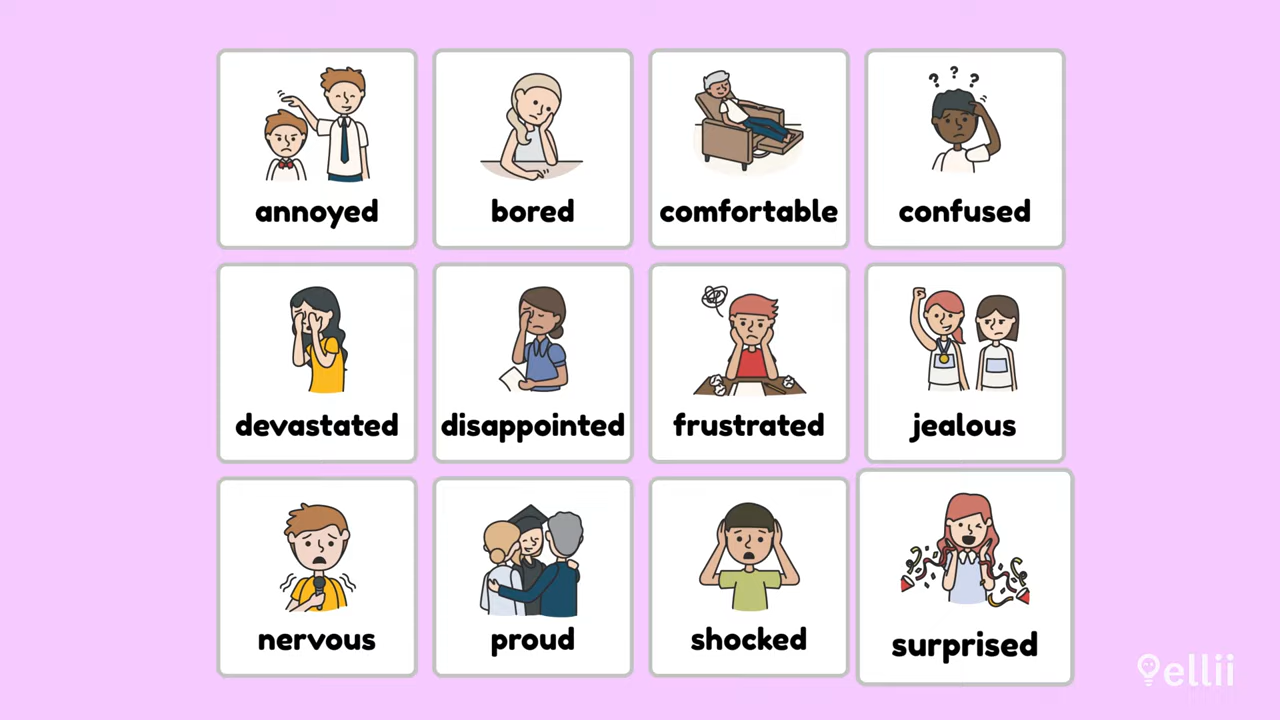 ? ? ?
annoyed
bored
comfortable
confused
devastated
disappointed
frustrated
jealous
nervous
proud
shocked
surprised
ellii